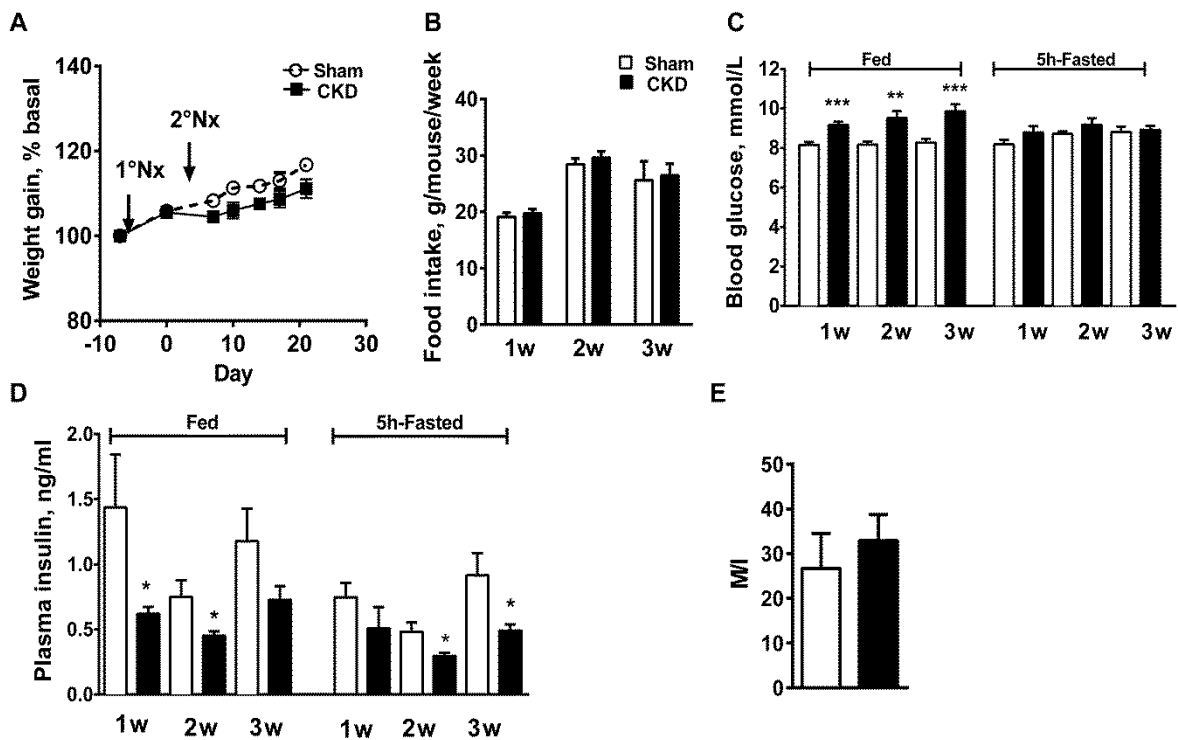 A
Weight gain, % basal
140
120
100
80
-10 0 10 20 30
Day
Sham
CKD
1°Nx
2°Nx
B
Food intake, g/mouse/week
Sham
CKD
40
30
20
10
0
1w 2w 3w
C
Blood glucose, mmol/L
Fed 5h-Fasted
12
10
8
6
4
2
0
*** ** ***
1w 2w 3w 1w 2w 3w
D
Plasma insulin, ng/ml
Fed 5h-Fasted
2.0
1.5
1.0
0.5
0.0
* * * *
1w 2w 3w 1w 2w 3w
E
M/I
50
40
30
20
10
0